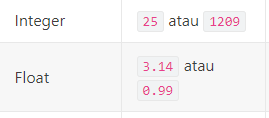 Integer 25 atau 1209
Float 3.14 atau
0.99